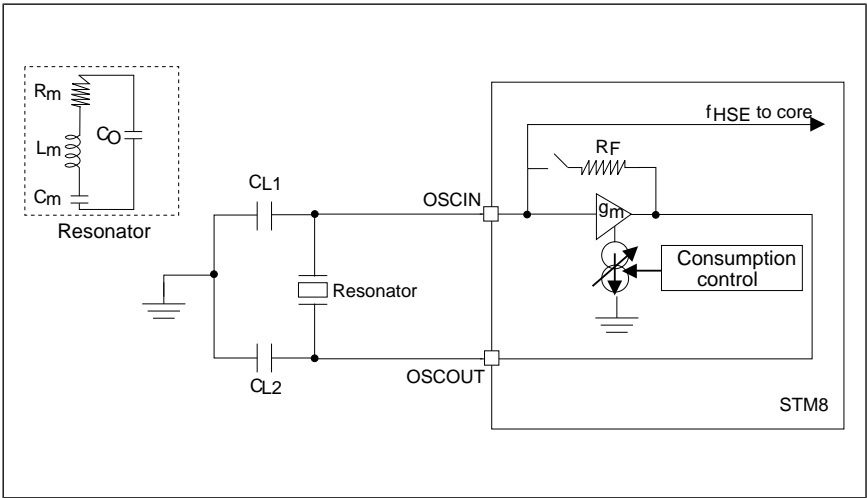 Rm
Lm
CO
Cm
Resonator
CL1
CL2
Resonator
OSCIN
OSCOUT
fHSE to core
RF
gm
Consumption
control
STM8